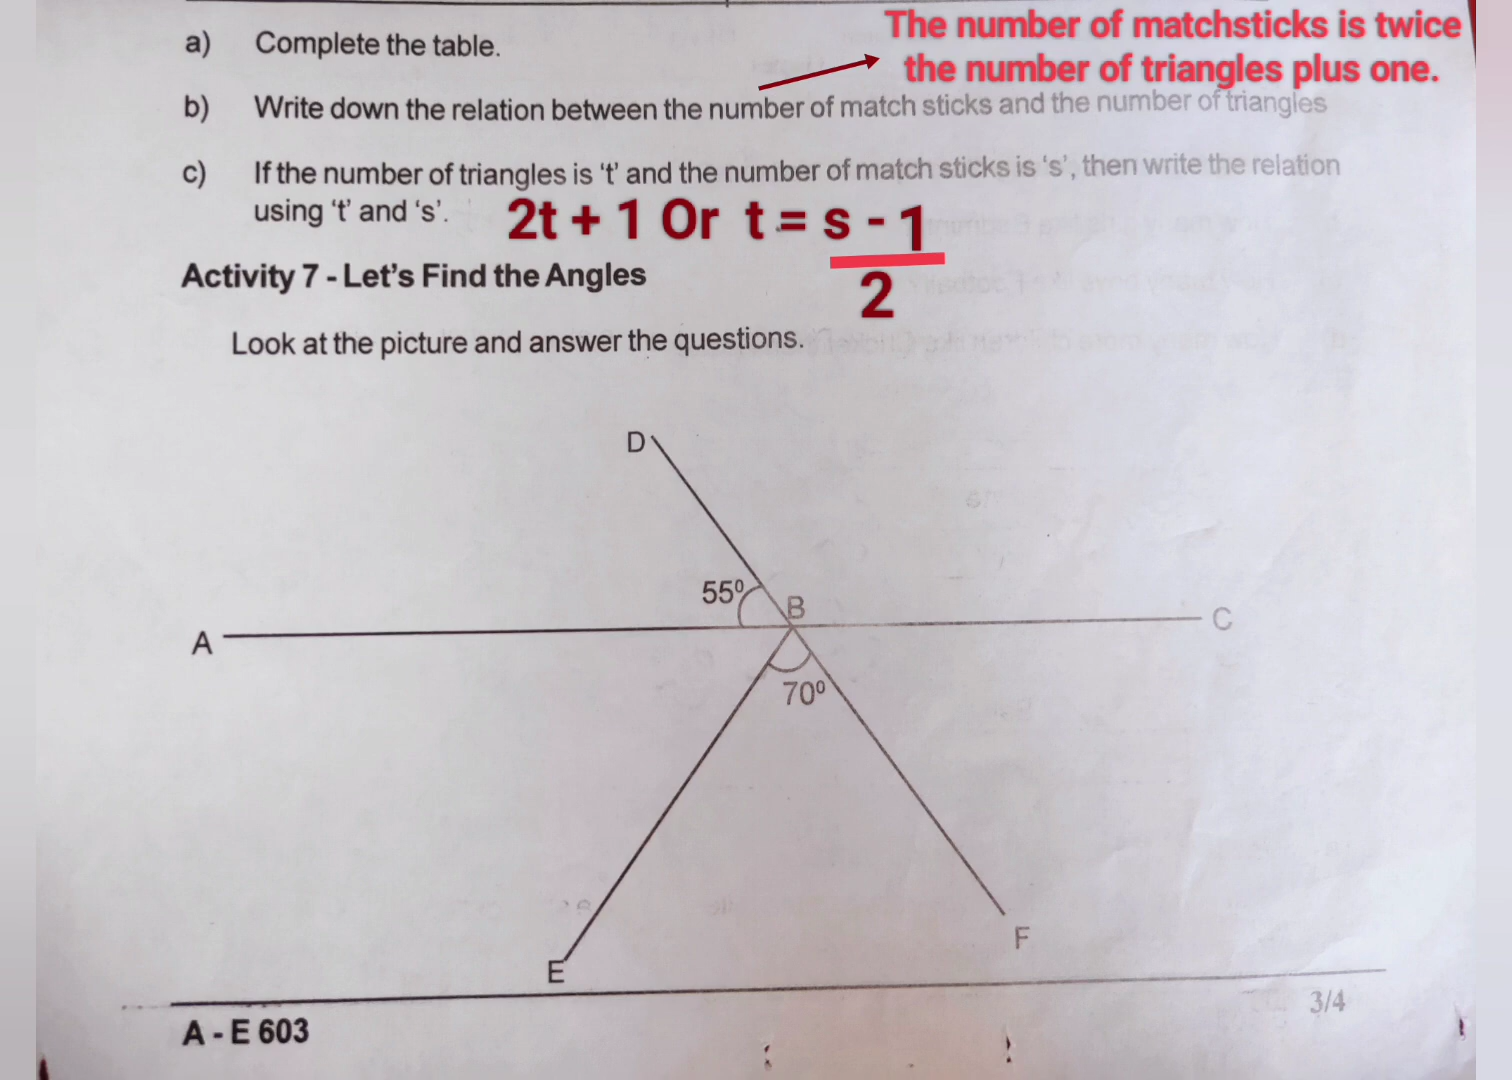 The number of matchsticks is twice
the number of triangles plus one.
a) Complete the table.
b) Write down the relation between the number of match sticks and the number of triangles
c) If the number of triangles is 't' and the number of match sticks is 's', then write the relation
using 't' and 's'.
2t + 1 Or t = s - 1
2
Activity 7 - Let's Find the Angles
Look at the picture and answer the questions.
D
55⁰
B
A
C
70⁰
F
E
3/4
A - E 603